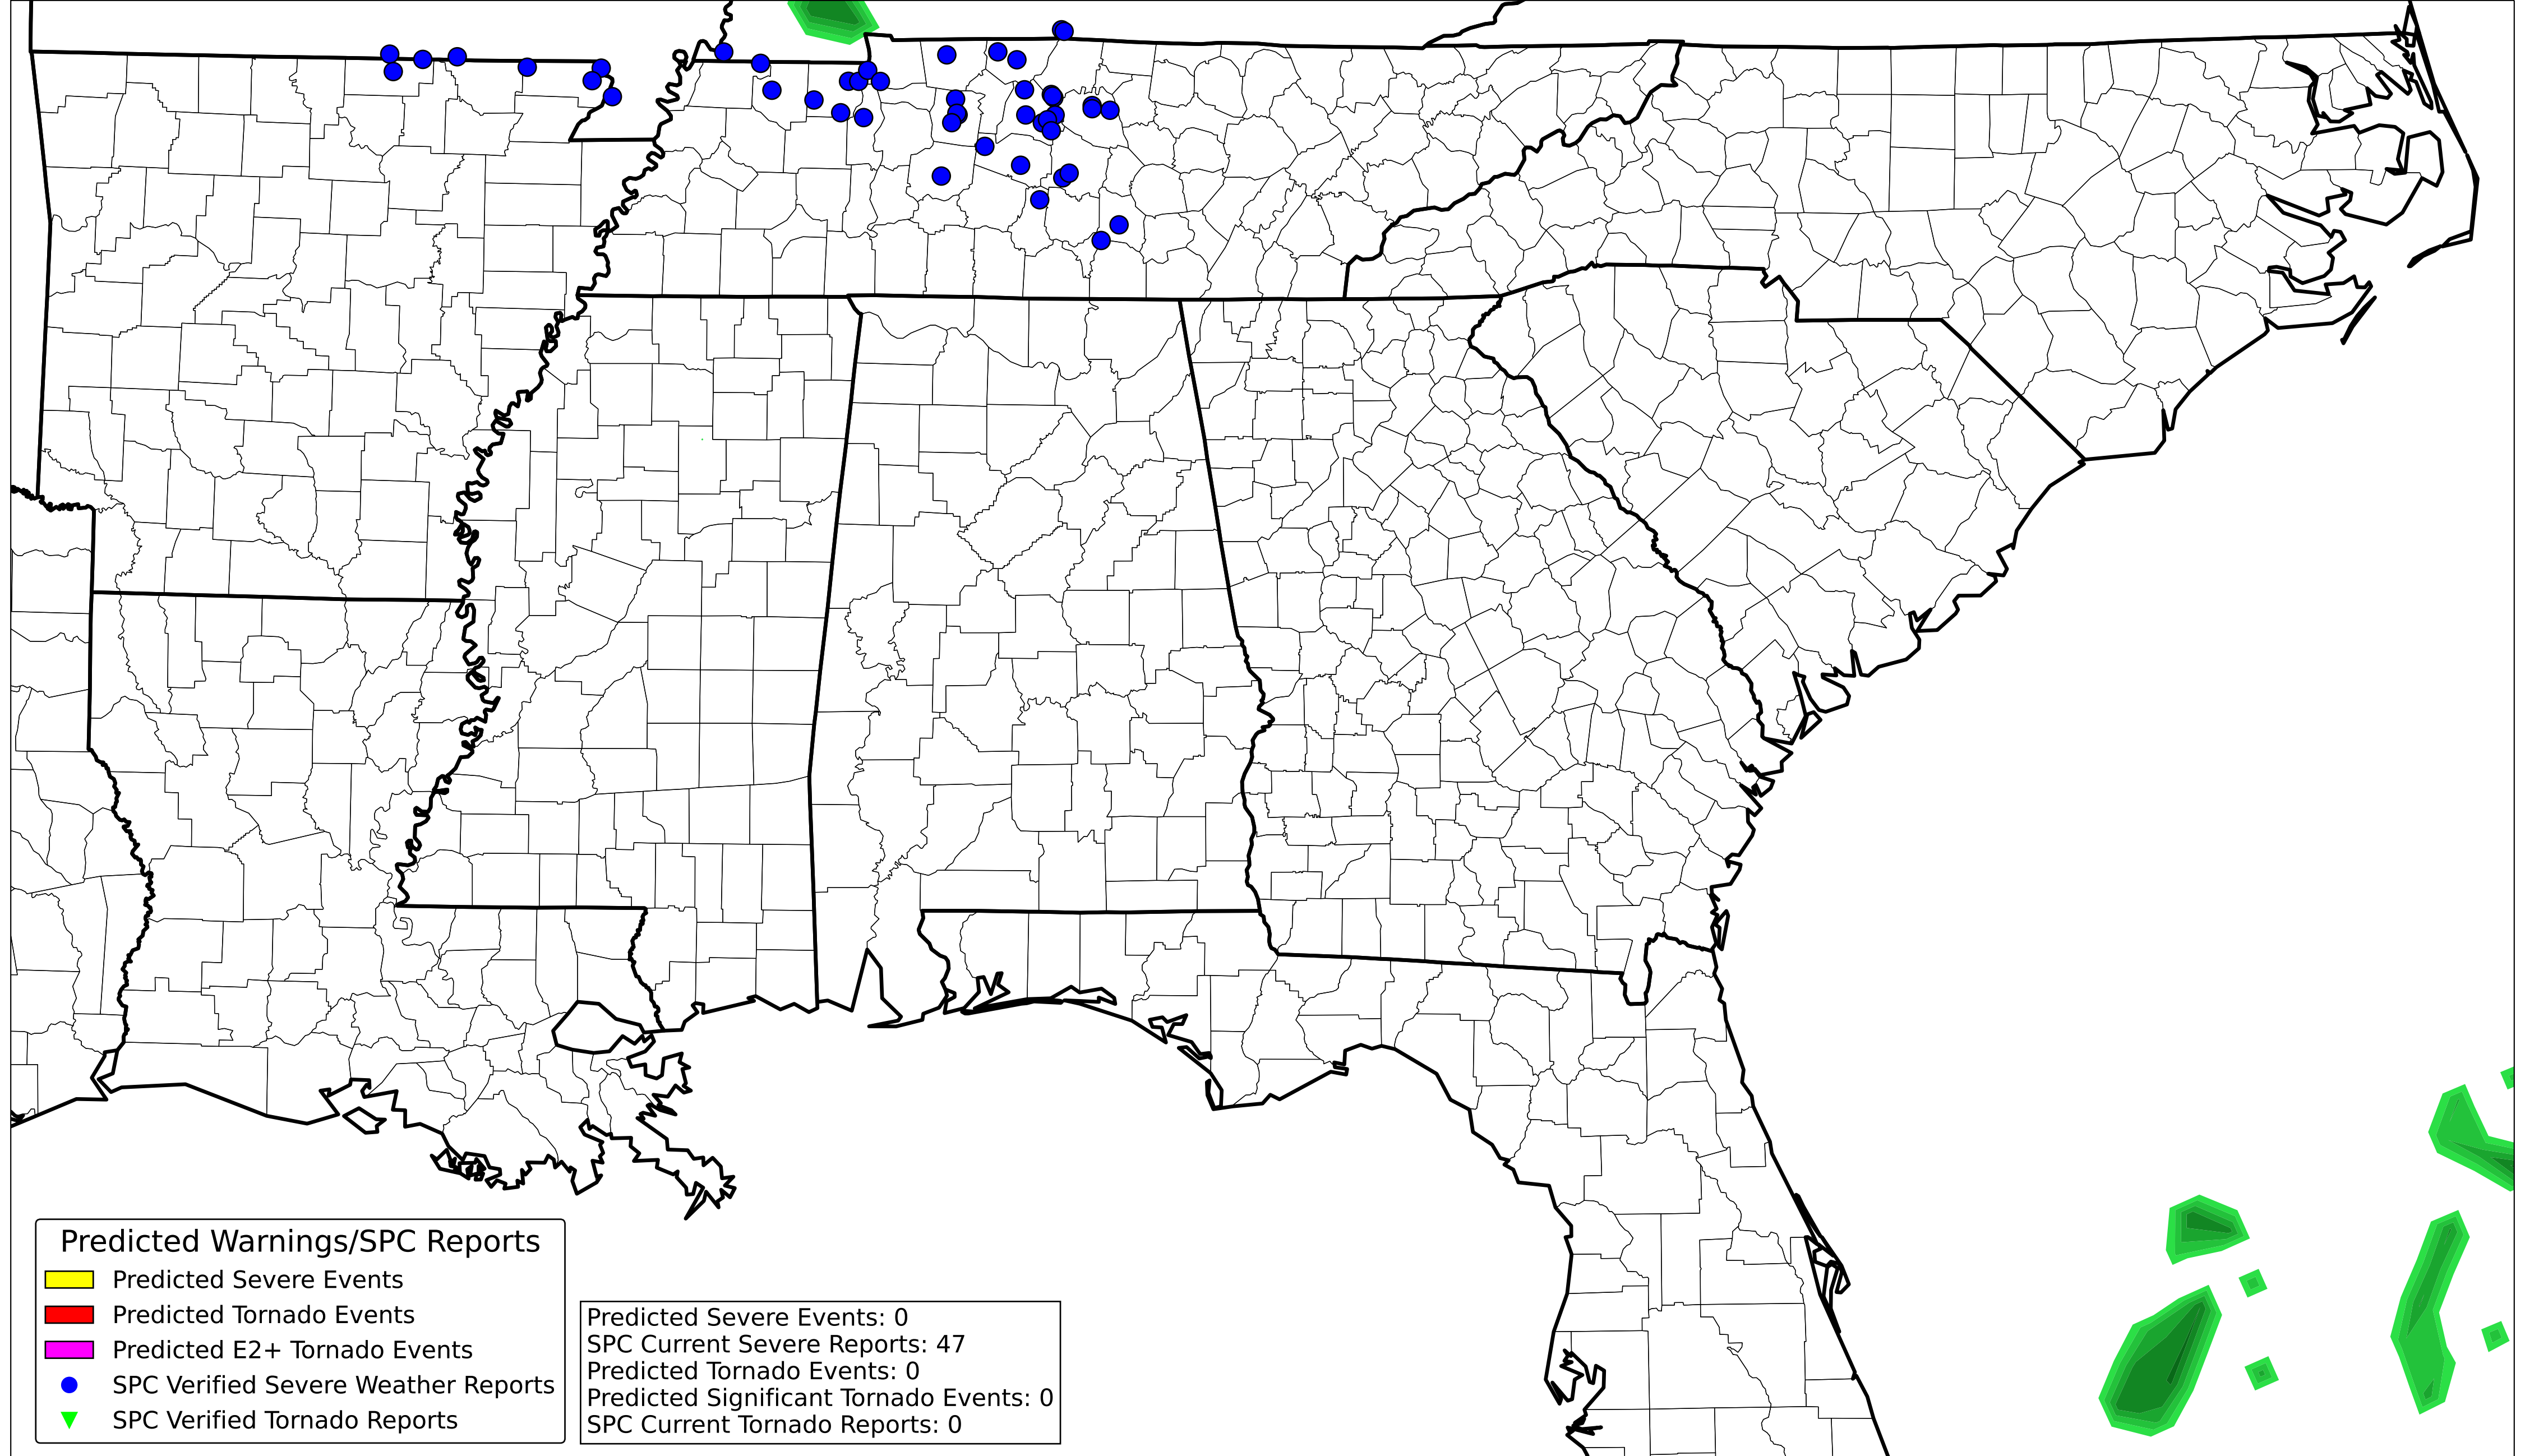 Predicted Warnings/SPC Reports
Predicted Severe Events
Predicted Tornado Events
Predicted E2+ Tornado Events
SPC Verified Severe Weather Reports
SPC Verified Tornado Reports
Predicted Severe Events: 0
SPC Current Severe Reports: 47
Predicted Tornado Events: 0
Predicted Significant Tornado Events: 0
SPC Current Tornado Reports: 0